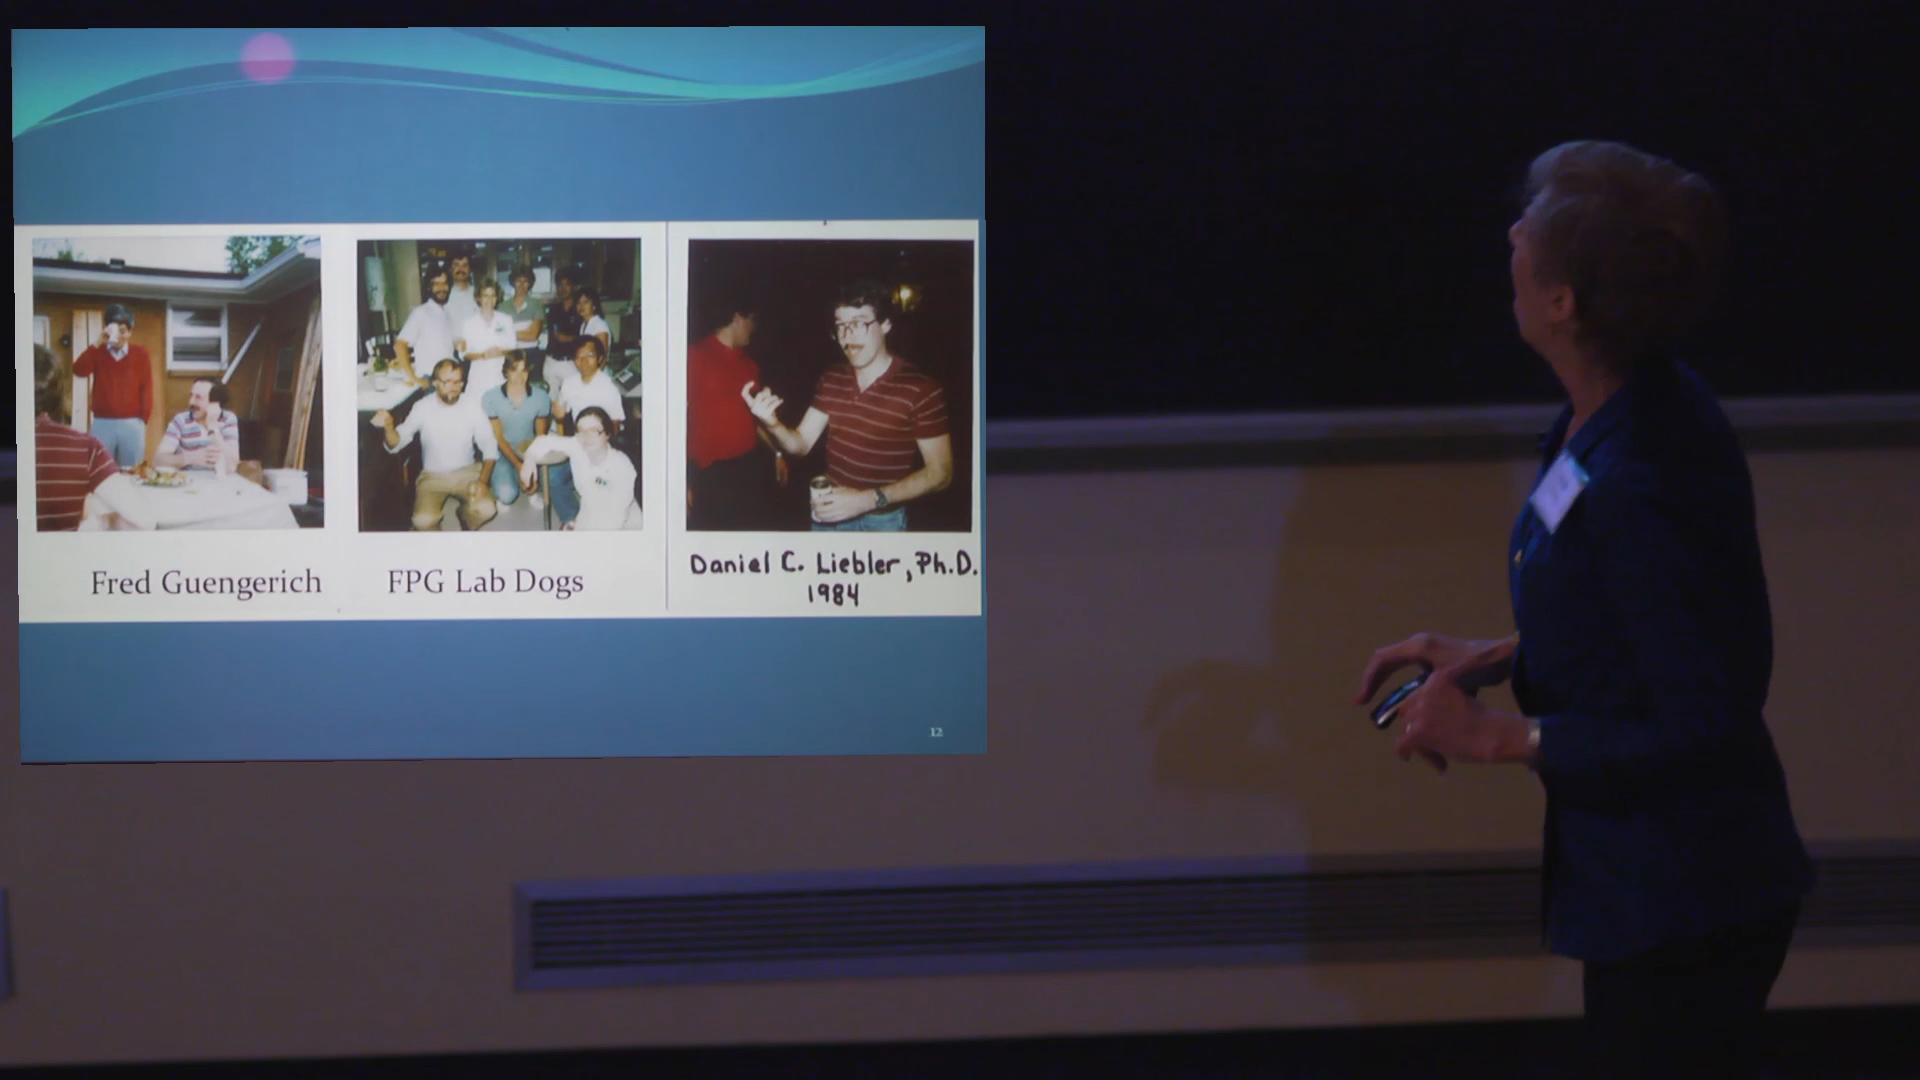 Fred Guengerich
FPG Lab Dogs
Daniel C. Liebler, Ph.D.
1984
12